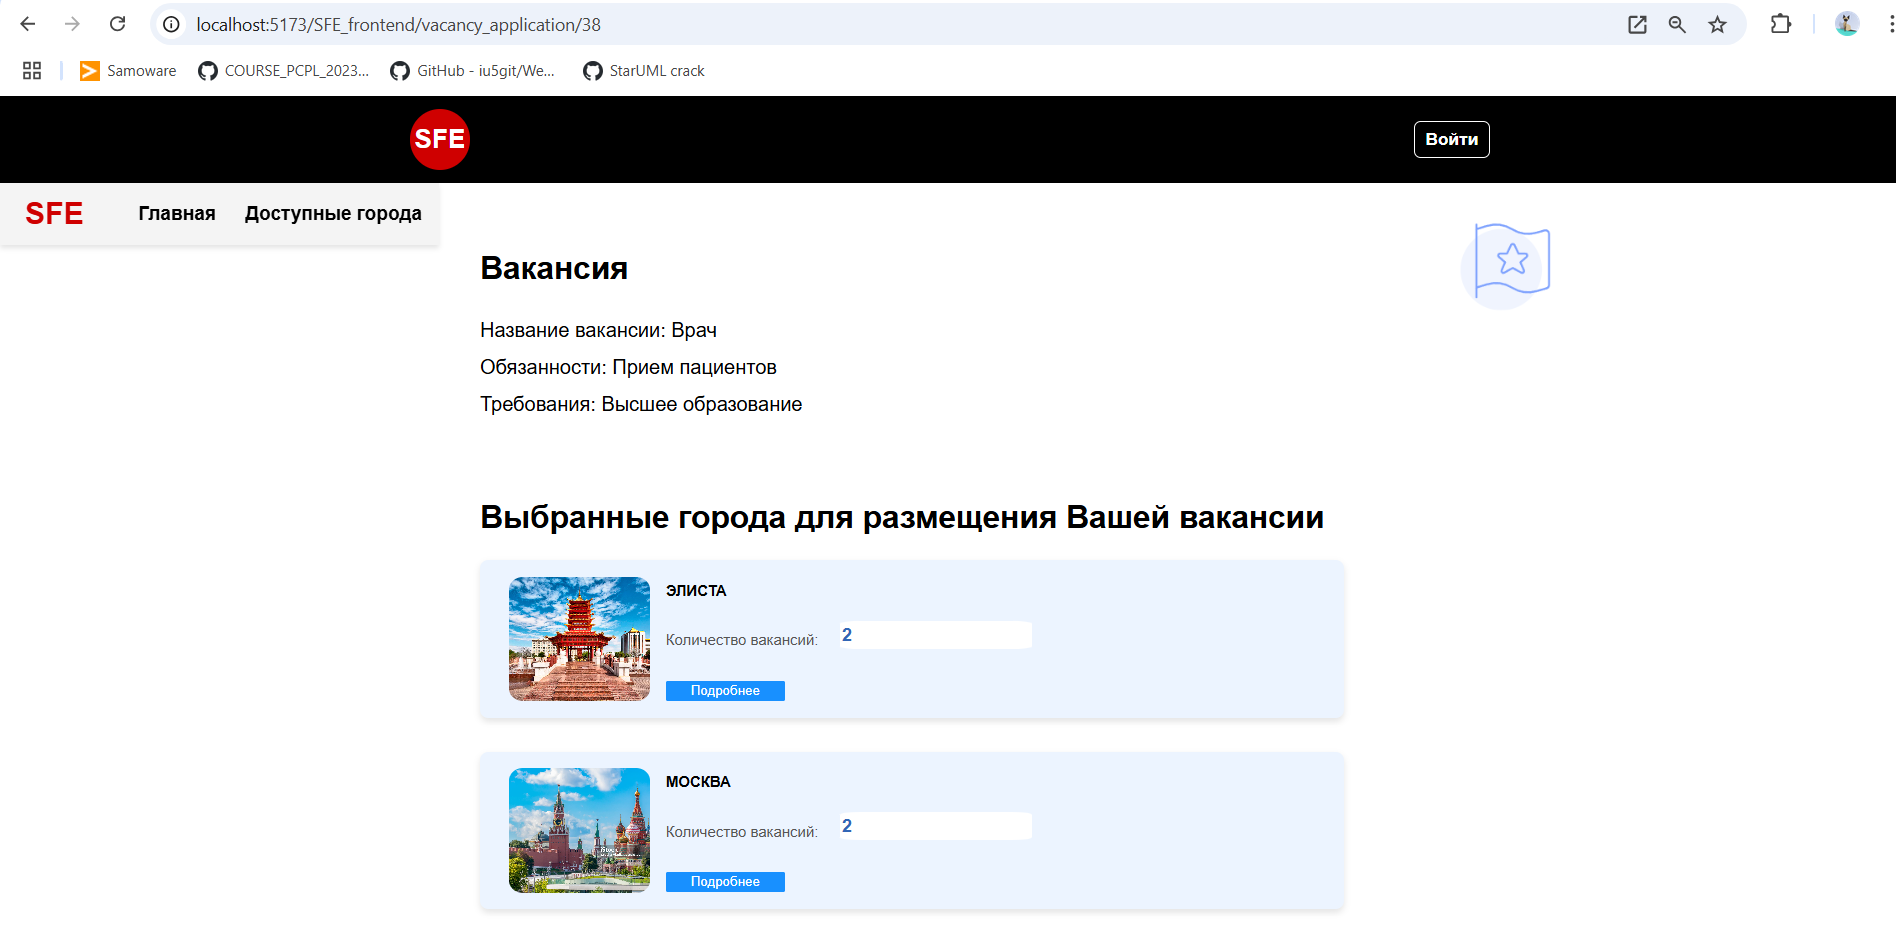 localhost:5173/SFE_frontend/vacancy_application/38
Samoware
COURSE_PCPL_2023...
GitHub - iu5git/We...
StarUML crack
SFE
Войти
SFE
Главная
Доступные города
Вакансия
Название вакансии: Врач
Обязанности: Прием пациентов
Требования: Высшее образование
Выбранные города для размещения Вашей вакансии
ЭЛИСТА
Количество вакансий: 2
Подробнее
МОСКВА
Количество вакансий: 2
Подробнее